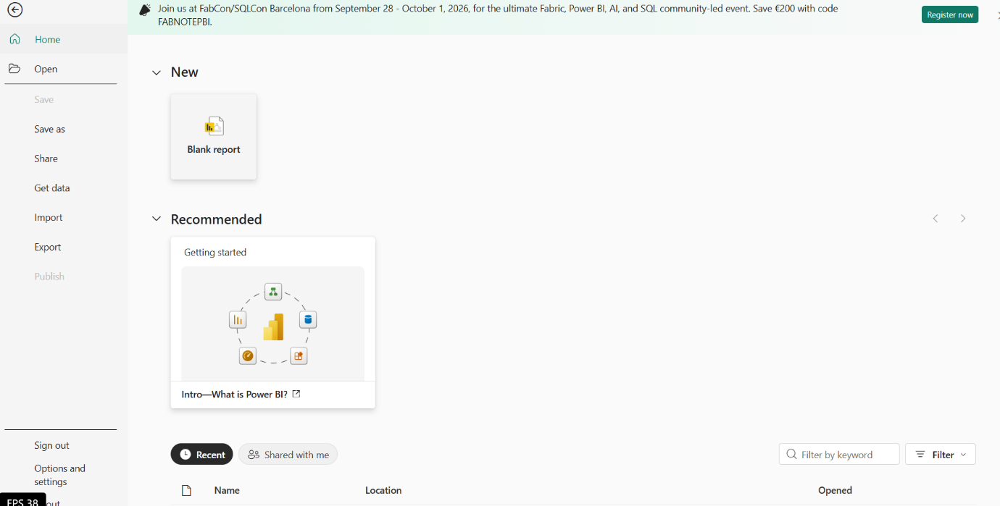 Join us at FabCon/SQLCon Barcelona from September 28 - October 1, 2026, for the ultimate Fabric, Power BI, AI, and SQL community-led event. Save €200 with code
FABNOTEPBI.
Register now
Home
Open
Save
Save as
Share
Get data
Import
Export
Publish
New
Blank report
Recommended
Getting started
Intro—What is Power BI?
Recent
Shared with me
Filter by keyword
Filter
Name
Location
Opened
Sign out
Options and
settings
FPS 38
out